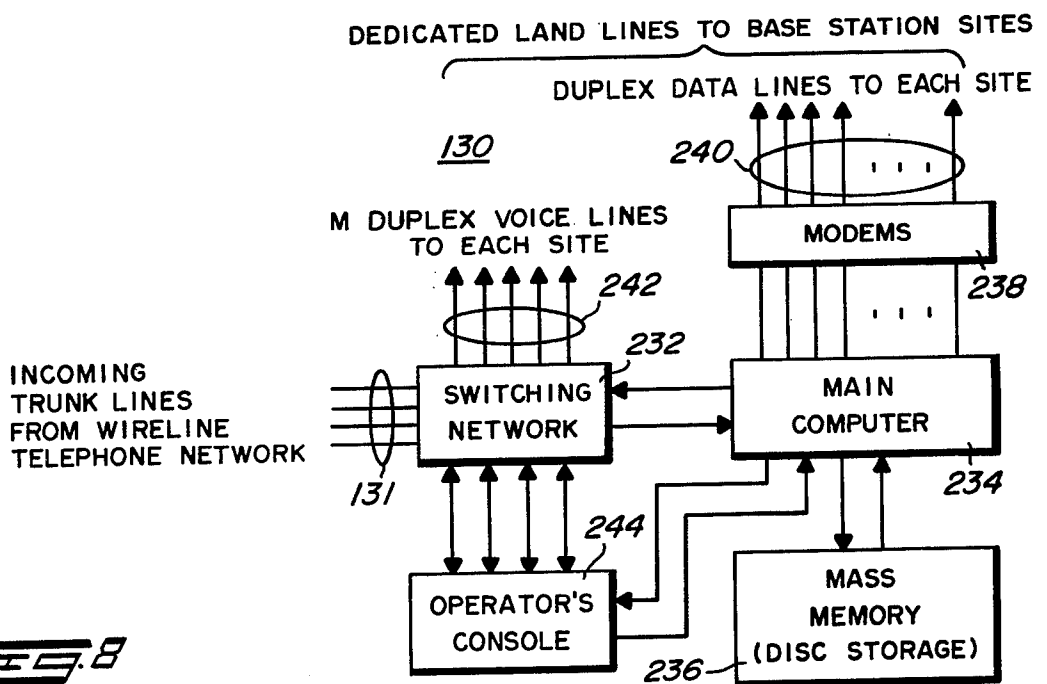 DEDICATED LAND LINES TO BASE STATION SITES
DUPLEX DATA LINES TO EACH SITE
130
240
M DUPLEX VOICE LINES
TO EACH SITE
MODEMS
238
242
232
INCOMING
TRUNK LINES
FROM WIRELINE
TELEPHONE NETWORK
131
SWITCHING
NETWORK
MAIN
COMPUTER
234
244
OPERATOR'S
CONSOLE
MASS
MEMORY
(DISC STORAGE)
236
FIG.8